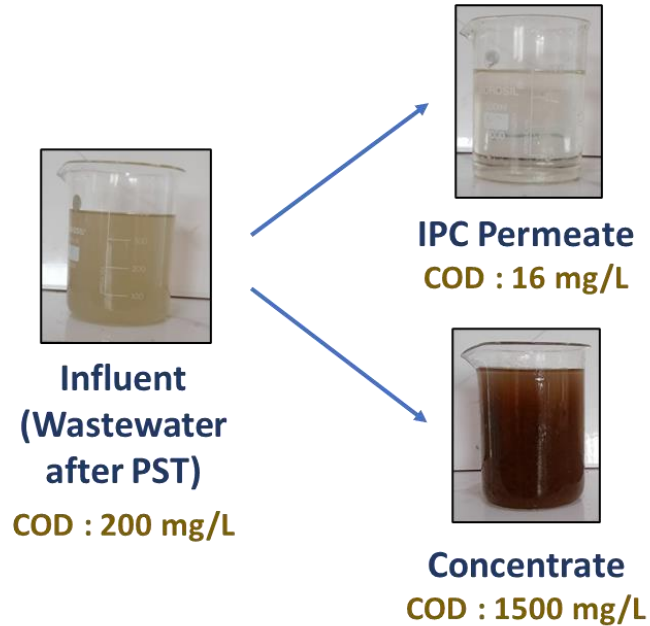 IPC Permeate
COD : 16 mg/L
Influent
(Wastewater
after PST)
COD : 200 mg/L
Concentrate
COD : 1500 mg/L